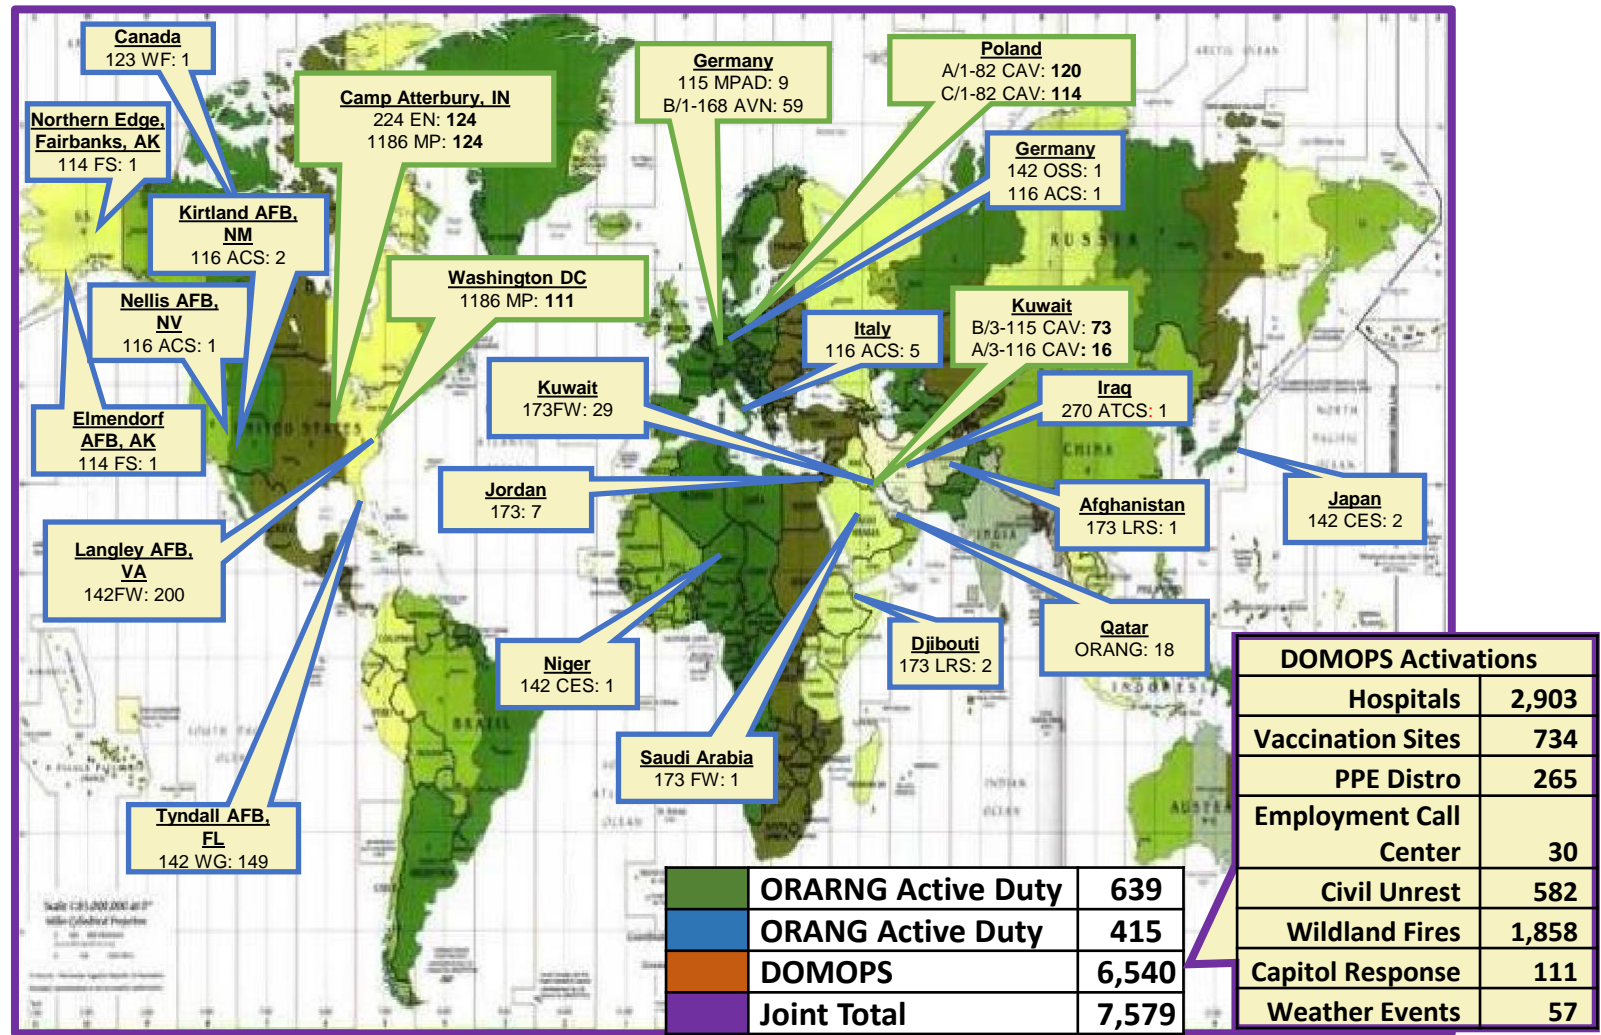 Canada
123 WF: 1
Northern Edge,
Fairbanks, AK
114 FS: 1
Camp Atterbury, IN
224 EN: 124
1186 MP: 124
Germany
115 MPAD: 9
B/1-168 AVN: 59
Poland
A/1-82 CAV: 120
C/1-82 CAV: 114
Germany
142 OSS: 1
116 ACS: 1
Kirtland AFB,
NM
116 ACS: 2
Nellis AFB,
NV
116 ACS: 1
Washington DC
1186 MP: 111
Italy
116 ACS: 5
Kuwait
B/3-115 CAV: 73
A/3-116 CAV: 16
Kuwait
173FW: 29
Iraq
270 ATCS: 1
Elmendorf
AFB, AK
114 FS: 1
Jordan
173: 7
Afghanistan
173 LRS: 1
Japan
142 CES: 2
Langley AFB,
VA
142FW: 200
Niger
142 CES: 1
Djibouti
173 LRS: 2
Qatar
ORANG: 18
Saudi Arabia
173 FW: 1
Tyndall AFB,
FL
142 WG: 149
RUSSIA
UNITED STATES
CHINA
INDIA
BRAZIL
INDONESIA
ORARNG Active Duty 639
ORANG Active Duty 415
DOMOPS 6,540
Joint Total 7,579
DOMOPS Activations
Hospitals 2,903
Vaccination Sites 734
PPE Distro 265
Employment Call
Center 30
Civil Unrest 582
Wildland Fires 1,858
Capitol Response 111
Weather Events 57